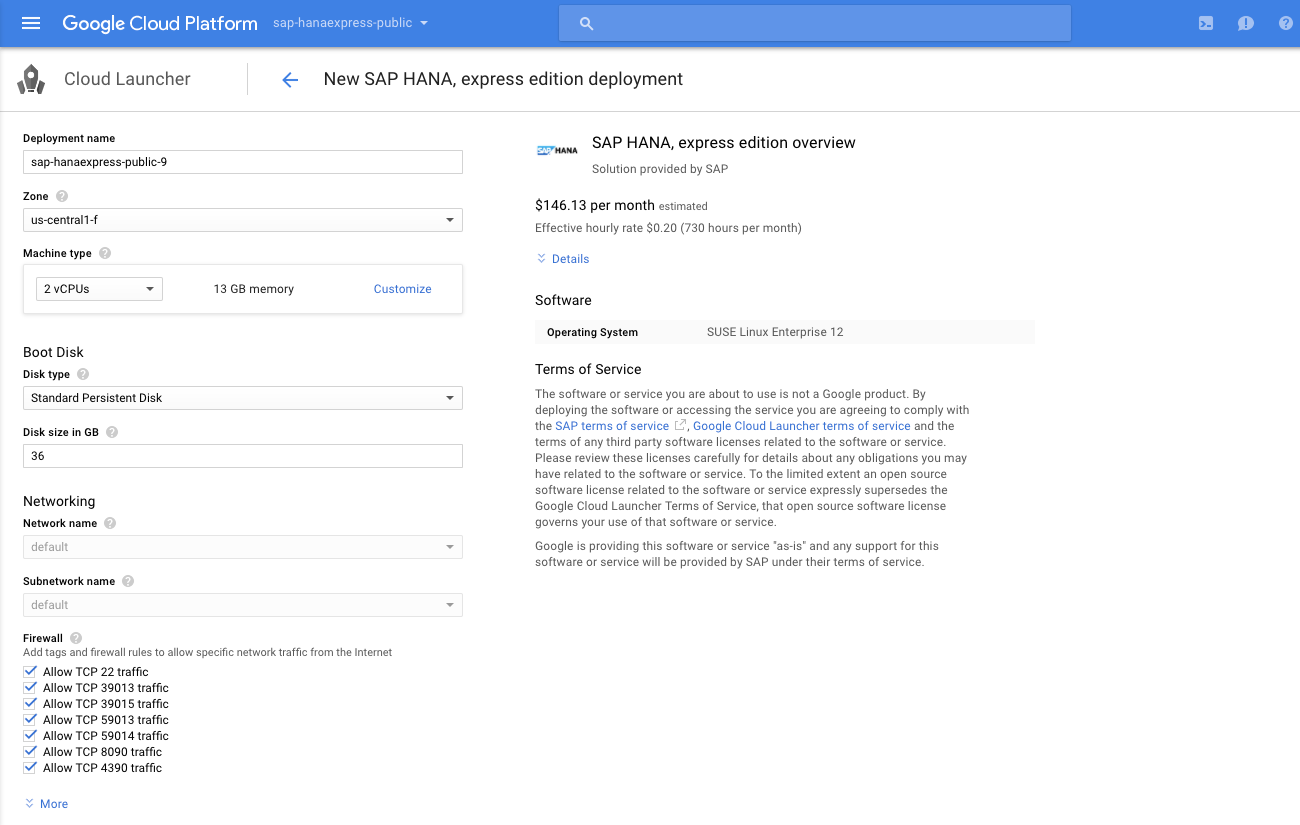 Google Cloud Platform sap-hanaexpress-public
Cloud Launcher New SAP HANA, express edition deployment
Deployment name
sap-hanaexpress-public-9
Zone
us-central1-f
Machine type
2 vCPUs 13 GB memory Customize
Boot Disk
Disk type
Standard Persistent Disk
Disk size in GB
36
Networking
Network name
default
Subnetwork name
default
Firewall
Add tags and firewall rules to allow specific network traffic from the Internet
Allow TCP 22 traffic
Allow TCP 39013 traffic
Allow TCP 39015 traffic
Allow TCP 59013 traffic
Allow TCP 59014 traffic
Allow TCP 8090 traffic
Allow TCP 4390 traffic
More
SAP HANA
SAP HANA, express edition overview
Solution provided by SAP
$146.13 per month estimated
Effective hourly rate $0.20 (730 hours per month)
Details
Software
Operating System SUSE Linux Enterprise 12
Terms of Service
The software or service you are about to use is not a Google product. By
deploying the software or accessing the service you are agreeing to comply with
the SAP terms of service , Google Cloud Launcher terms of service and the
terms of any third party software licenses related to the software or service.
Please review these licenses carefully for details about any obligations you may
have related to the software or service. To the limited extent an open source
software license related to the software or service expressly supersedes the
Google Cloud Launcher Terms of Service, that open source software license
governs your use of that software or service.
Google is providing this software or service "as-is" and any support for this
software or service will be provided by SAP under their terms of service.